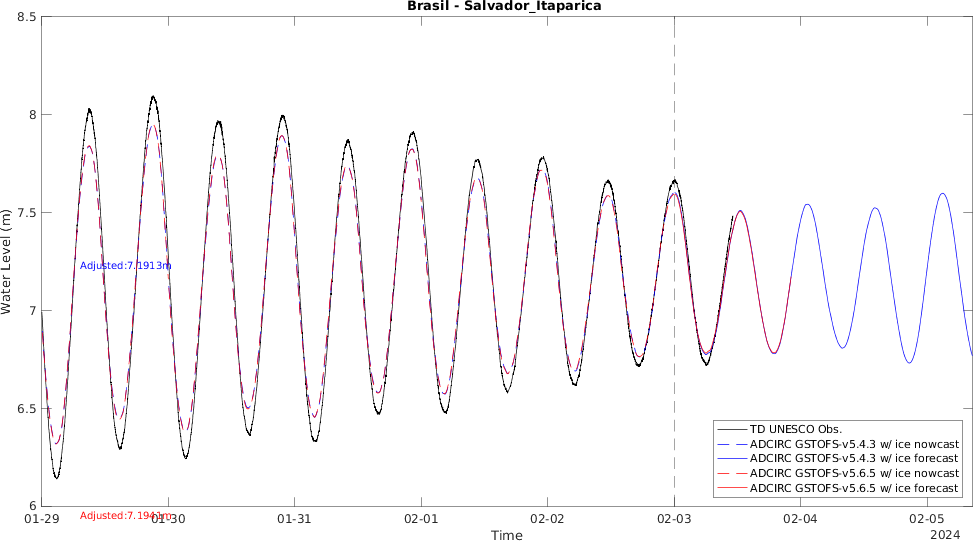 Brasil - Salvador_Itaparica
8.5
8
7.5
7
6.5
6
Water Level (m)
Adjusted:7.1913m
Adjusted:7.1941m
TD UNESCO Obs.
ADCIRC GSTOFS-v5.4.3 w/ ice nowcast
ADCIRC GSTOFS-v5.4.3 w/ ice forecast
ADCIRC GSTOFS-v5.6.5 w/ ice nowcast
ADCIRC GSTOFS-v5.6.5 w/ ice forecast
01-29 01-30 01-31 02-01 02-02 02-03 02-04 02-05
Time
2024